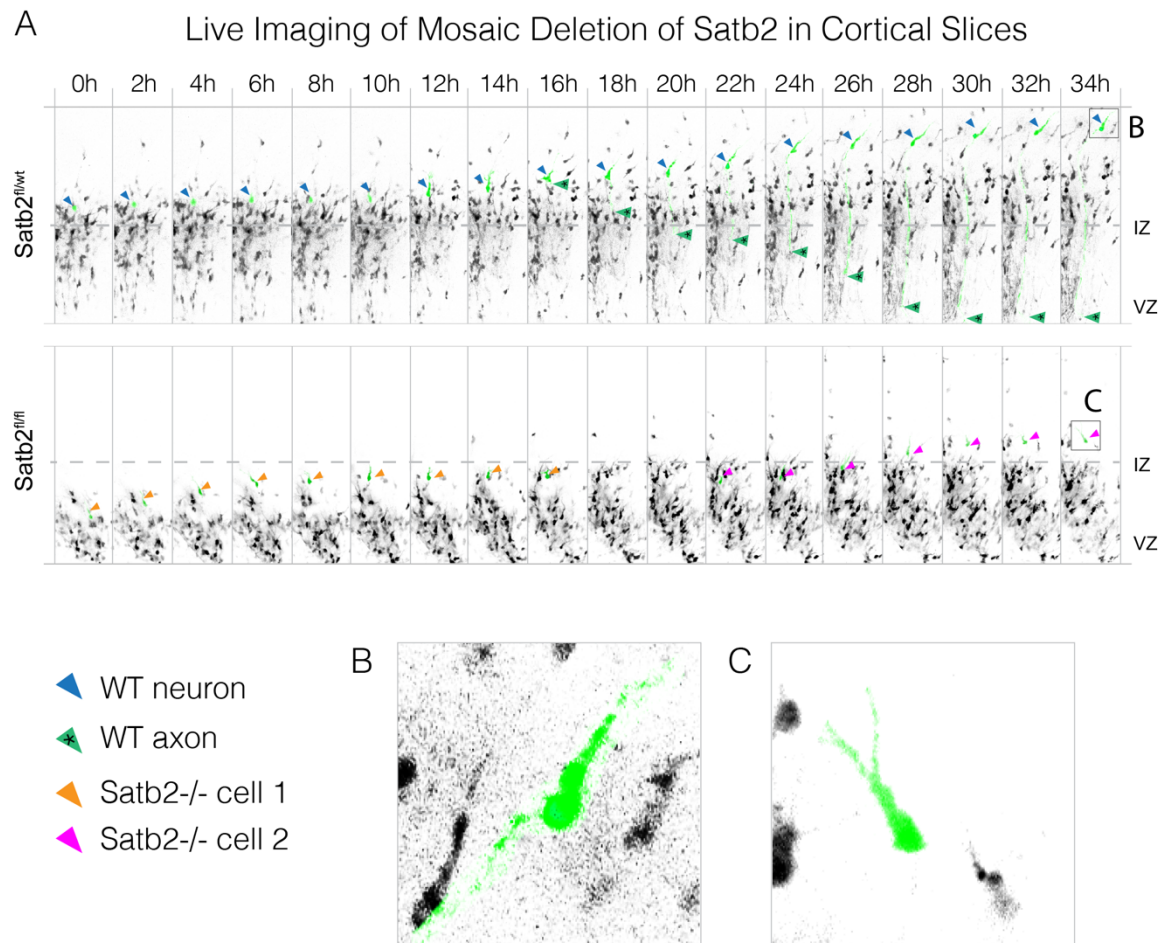 A
Live Imaging of Mosaic Deletion of Satb2 in Cortical Slices
0h 2h 4h 6h 8h 10h 12h 14h 16h 18h 20h 22h 24h 26h 28h 30h 32h 34h
Satb2fl/wt
B
IZ
VZ
Satb2fl/fl
C
IZ
VZ
WT neuron
WT axon
Satb2-/- cell 1
Satb2-/- cell 2
B
C